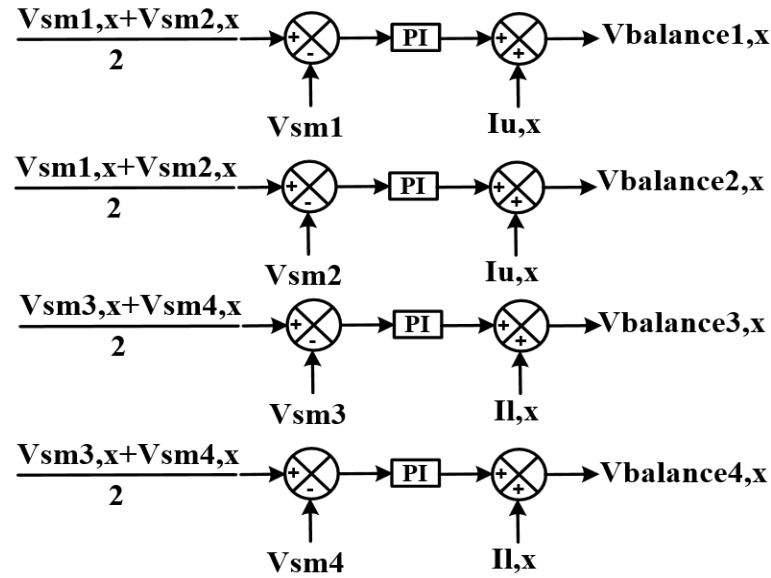 Vsm1,x+Vsm2,x
2
+
-
Vsm1
PI
+
+
Iu,x
Vbalance1,x
Vsm1,x+Vsm2,x
2
+
-
Vsm2
PI
+
+
Iu,x
Vbalance2,x
Vsm3,x+Vsm4,x
2
+
-
Vsm3
PI
+
+
Il,x
Vbalance3,x
Vsm3,x+Vsm4,x
2
+
-
Vsm4
PI
+
+
Il,x
Vbalance4,x